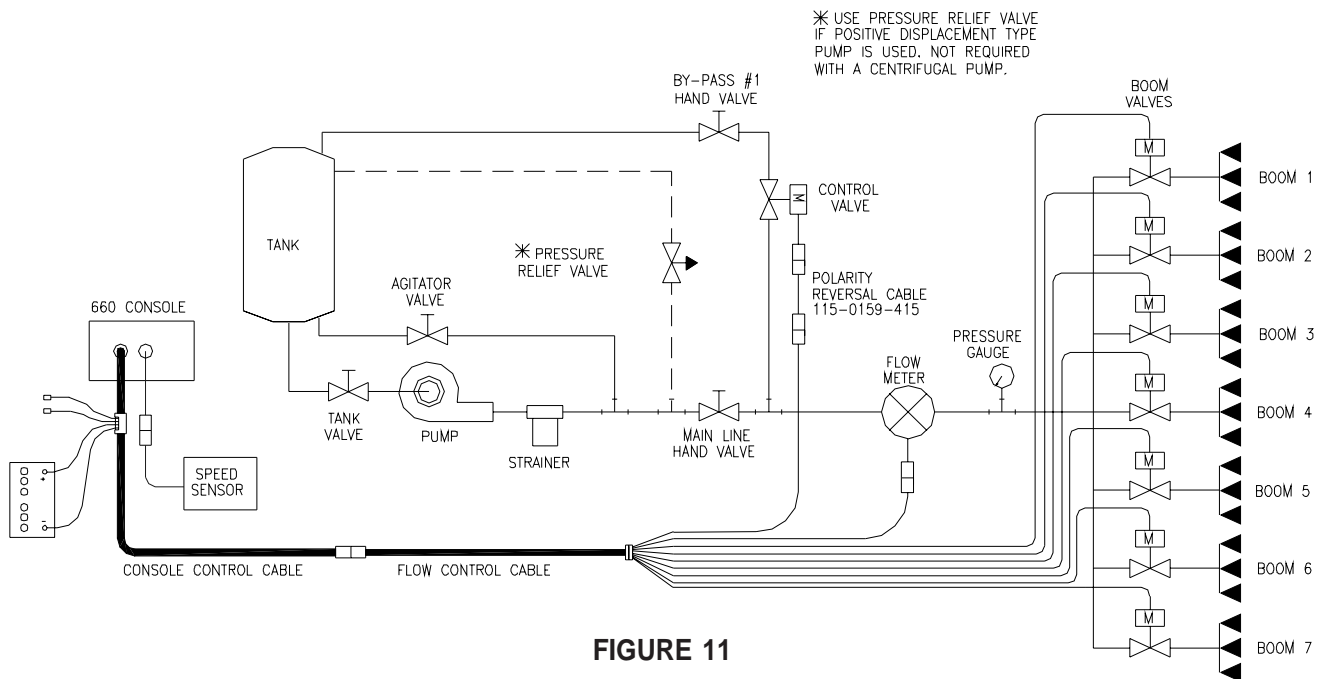 ✳ USE PRESSURE RELIEF VALVE
IF POSITIVE DISPLACEMENT TYPE
PUMP IS USED. NOT REQUIRED
WITH A CENTRIFUGAL PUMP.
BY-PASS #1
HAND VALVE
BOOM
VALVES
M
BOOM 1
CONTROL
VALVE
M
TANK
✳ PRESSURE
RELIEF VALVE
M
BOOM 2
POLARITY
REVERSAL CABLE
115-0159-415
AGITATOR
VALVE
660 CONSOLE
M
BOOM 3
PRESSURE
GAUGE
FLOW
METER
M
BOOM 4
TANK
VALVE
PUMP
STRAINER
MAIN LINE
HAND VALVE
SPEED
SENSOR
+
-
M
BOOM 5
CONSOLE CONTROL CABLE
FLOW CONTROL CABLE
M
BOOM 6
M
BOOM 7
FIGURE 11